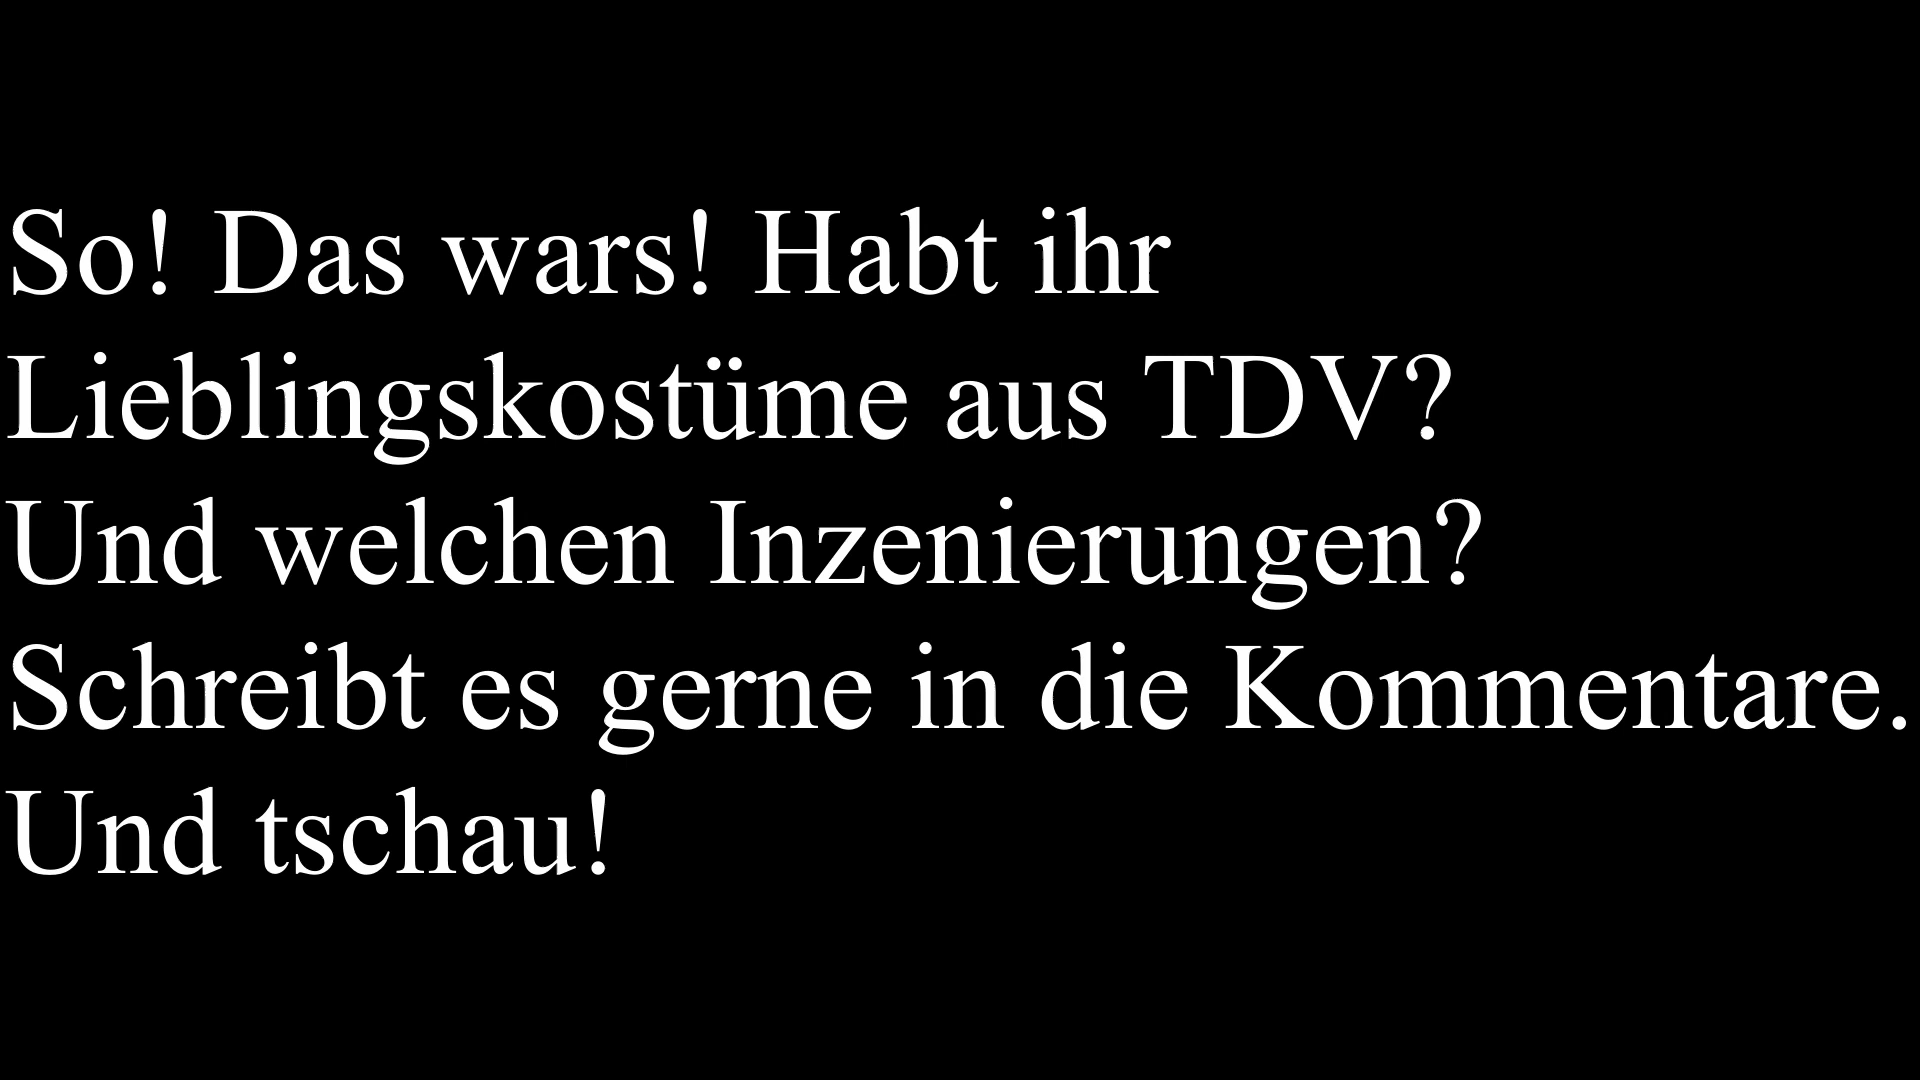 So! Das wars! Habt ihr
Lieblingskostüme aus TDV?
Und welchen Inzenierungen?
Schreibt es gerne in die Kommentare.
Und tschau!